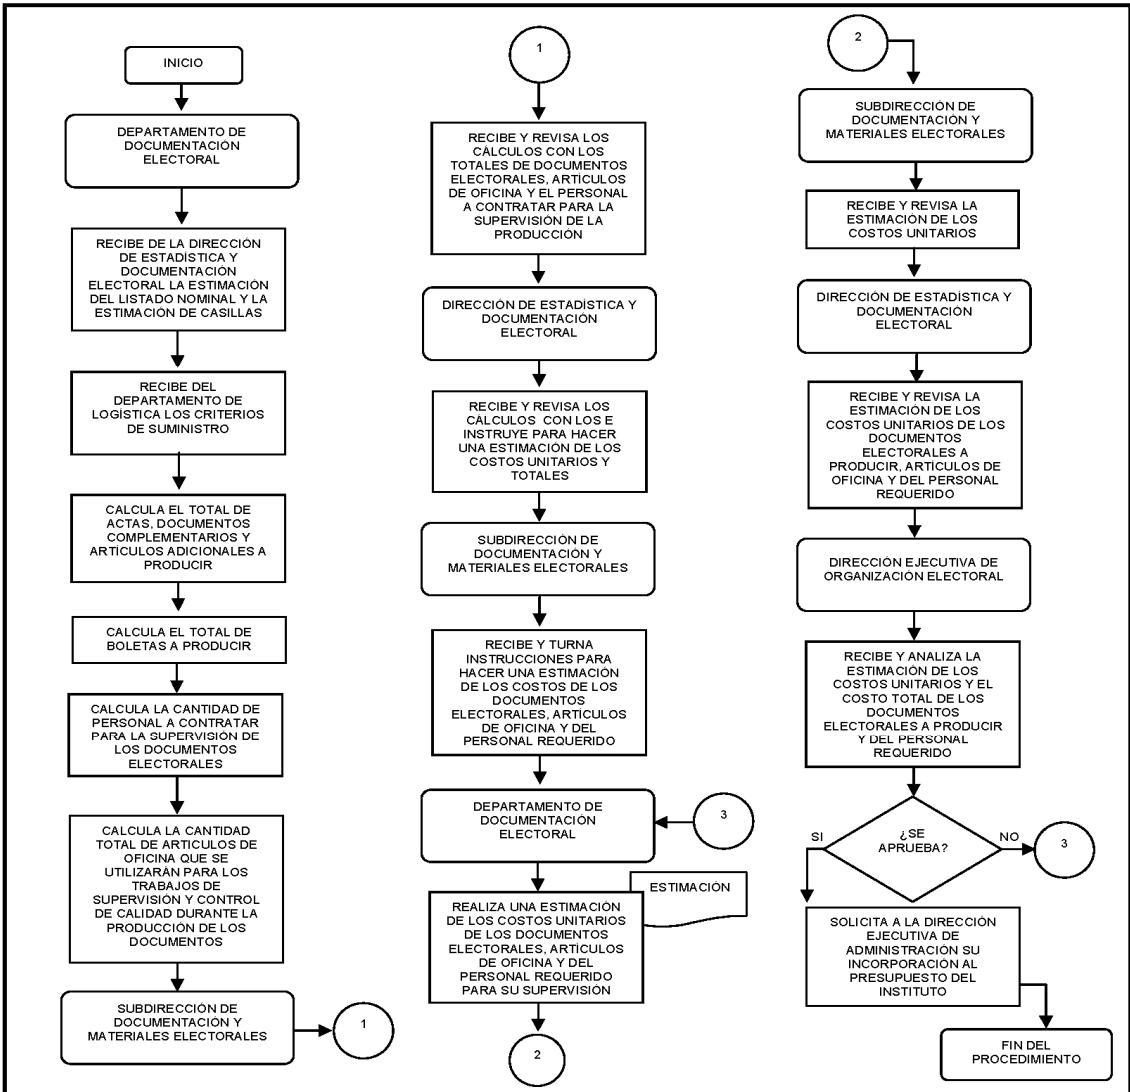 INICIO
DEPARTAMENTO DE
DOCUMENTACIÓN
ELECTORAL
RECIBE DE LA DIRECCIÓN
DE ESTADÍSTICA Y
DOCUMENTACIÓN
ELECTORAL LA ESTIMACIÓN
DEL LISTADO NOMINAL Y LA
ESTIMACIÓN DE CASILLAS
RECIBE DEL
DEPARTAMENTO DE
LOGÍSTICA LOS CRITERIOS
DE SUMINISTRO
CALCULA EL TOTAL DE
ACTAS, DOCUMENTOS
COMPLEMENTARIOS Y
ARTÍCULOS ADICIONALES A
PRODUCIR
CALCULA EL TOTAL DE
BOLETAS A PRODUCIR
CALCULA LA CANTIDAD DE
PERSONAL A CONTRATAR
PARA LA SUPERVISIÓN DE
LOS DOCUMENTOS
ELECTORALES
CALCULA LA CANTIDAD
TOTAL DE ARTICULOS DE
OFICINA QUE SE
UTILIZARÁN PARA LOS
TRABAJOS DE
SUPERVISIÓN Y CONTROL
DE CALIDAD DURANTE LA
PRODUCCIÓN DE LOS
DOCUMENTOS
SUBDIRECCIÓN DE
DOCUMENTACIÓN Y
MATERIALES ELECTORALES
1
1
RECIBE Y REVISA LOS
CÁLCULOS CON LOS
TOTALES DE DOCUMENTOS
ELECTORALES, ARTÍCULOS
DE OFICINA Y EL PERSONAL
A CONTRATAR PARA LA
SUPERVISIÓN DE LA
PRODUCCIÓN
DIRECCIÓN DE ESTADÍSTICA Y
DOCUMENTACIÓN
ELECTORAL
RECIBE Y REVISA LOS
CÁLCULOS CON LOS E
INSTRUYE PARA HACER
UNA ESTIMACIÓN DE LOS
COSTOS UNITARIOS Y
TOTALES
SUBDIRECCIÓN DE
DOCUMENTACIÓN Y
MATERIALES ELECTORALES
RECIBE Y TURNA
INSTRUCCIONES PARA
HACER UNA ESTIMACIÓN
DE LOS COSTOS DE LOS
DOCUMENTOS
ELECTORALES, ARTÍCULOS
DE OFICINA Y DEL
PERSONAL REQUERIDO
DEPARTAMENTO DE
DOCUMENTACIÓN
ELECTORAL
3
ESTIMACIÓN
REALIZA UNA ESTIMACIÓN
DE LOS COSTOS UNITARIOS
DE LOS DOCUMENTOS
ELECTORALES, ARTÍCULOS
DE OFICINA Y DEL
PERSONAL REQUERIDO
PARA SU SUPERVISIÓN
2
2
SUBDIRECCIÓN DE
DOCUMENTACIÓN Y
MATERIALES ELECTORALES
RECIBE Y REVISA LA
ESTIMACIÓN DE LOS
COSTOS UNITARIOS
DIRECCIÓN DE ESTADÍSTICA Y
DOCUMENTACIÓN
ELECTORAL
RECIBE Y REVISA LA
ESTIMACIÓN DE LOS
COSTOS UNITARIOS DE LOS
DOCUMENTOS
ELECTORALES A
PRODUCIR, ARTÍCULOS DE
OFICINA Y DEL PERSONAL
REQUERIDO
DIRECCIÓN EJECUTIVA DE
ORGANIZACIÓN ELECTORAL
RECIBE Y ANALIZA LA
ESTIMACIÓN DE LOS
COSTOS UNITARIOS Y EL
COSTO TOTAL DE LOS
DOCUMENTOS
ELECTORALES A PRODUCIR
Y DEL PERSONAL
REQUERIDO
¿SE
APRUEBA?
SI
NO
3
SOLICITA A LA DIRECCIÓN
EJECUTIVA DE
ADMINISTRACIÓN SU
INCORPORACIÓN AL
PRESUPUESTO DEL
INSTITUTO
FIN DEL
PROCEDIMIENTO